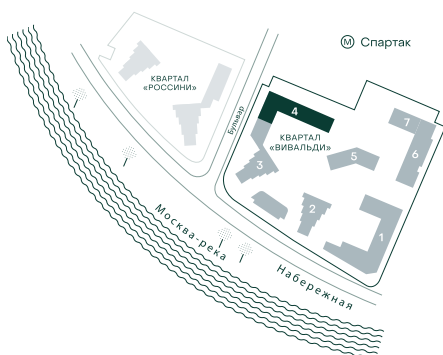 М Спартак
КВАРТАЛ
«РОССИНИ»
Бульвар
4
КВАРТАЛ
«ВИВАЛЬДИ»
7
6
5
3
2
1
Москва-река
Набережная